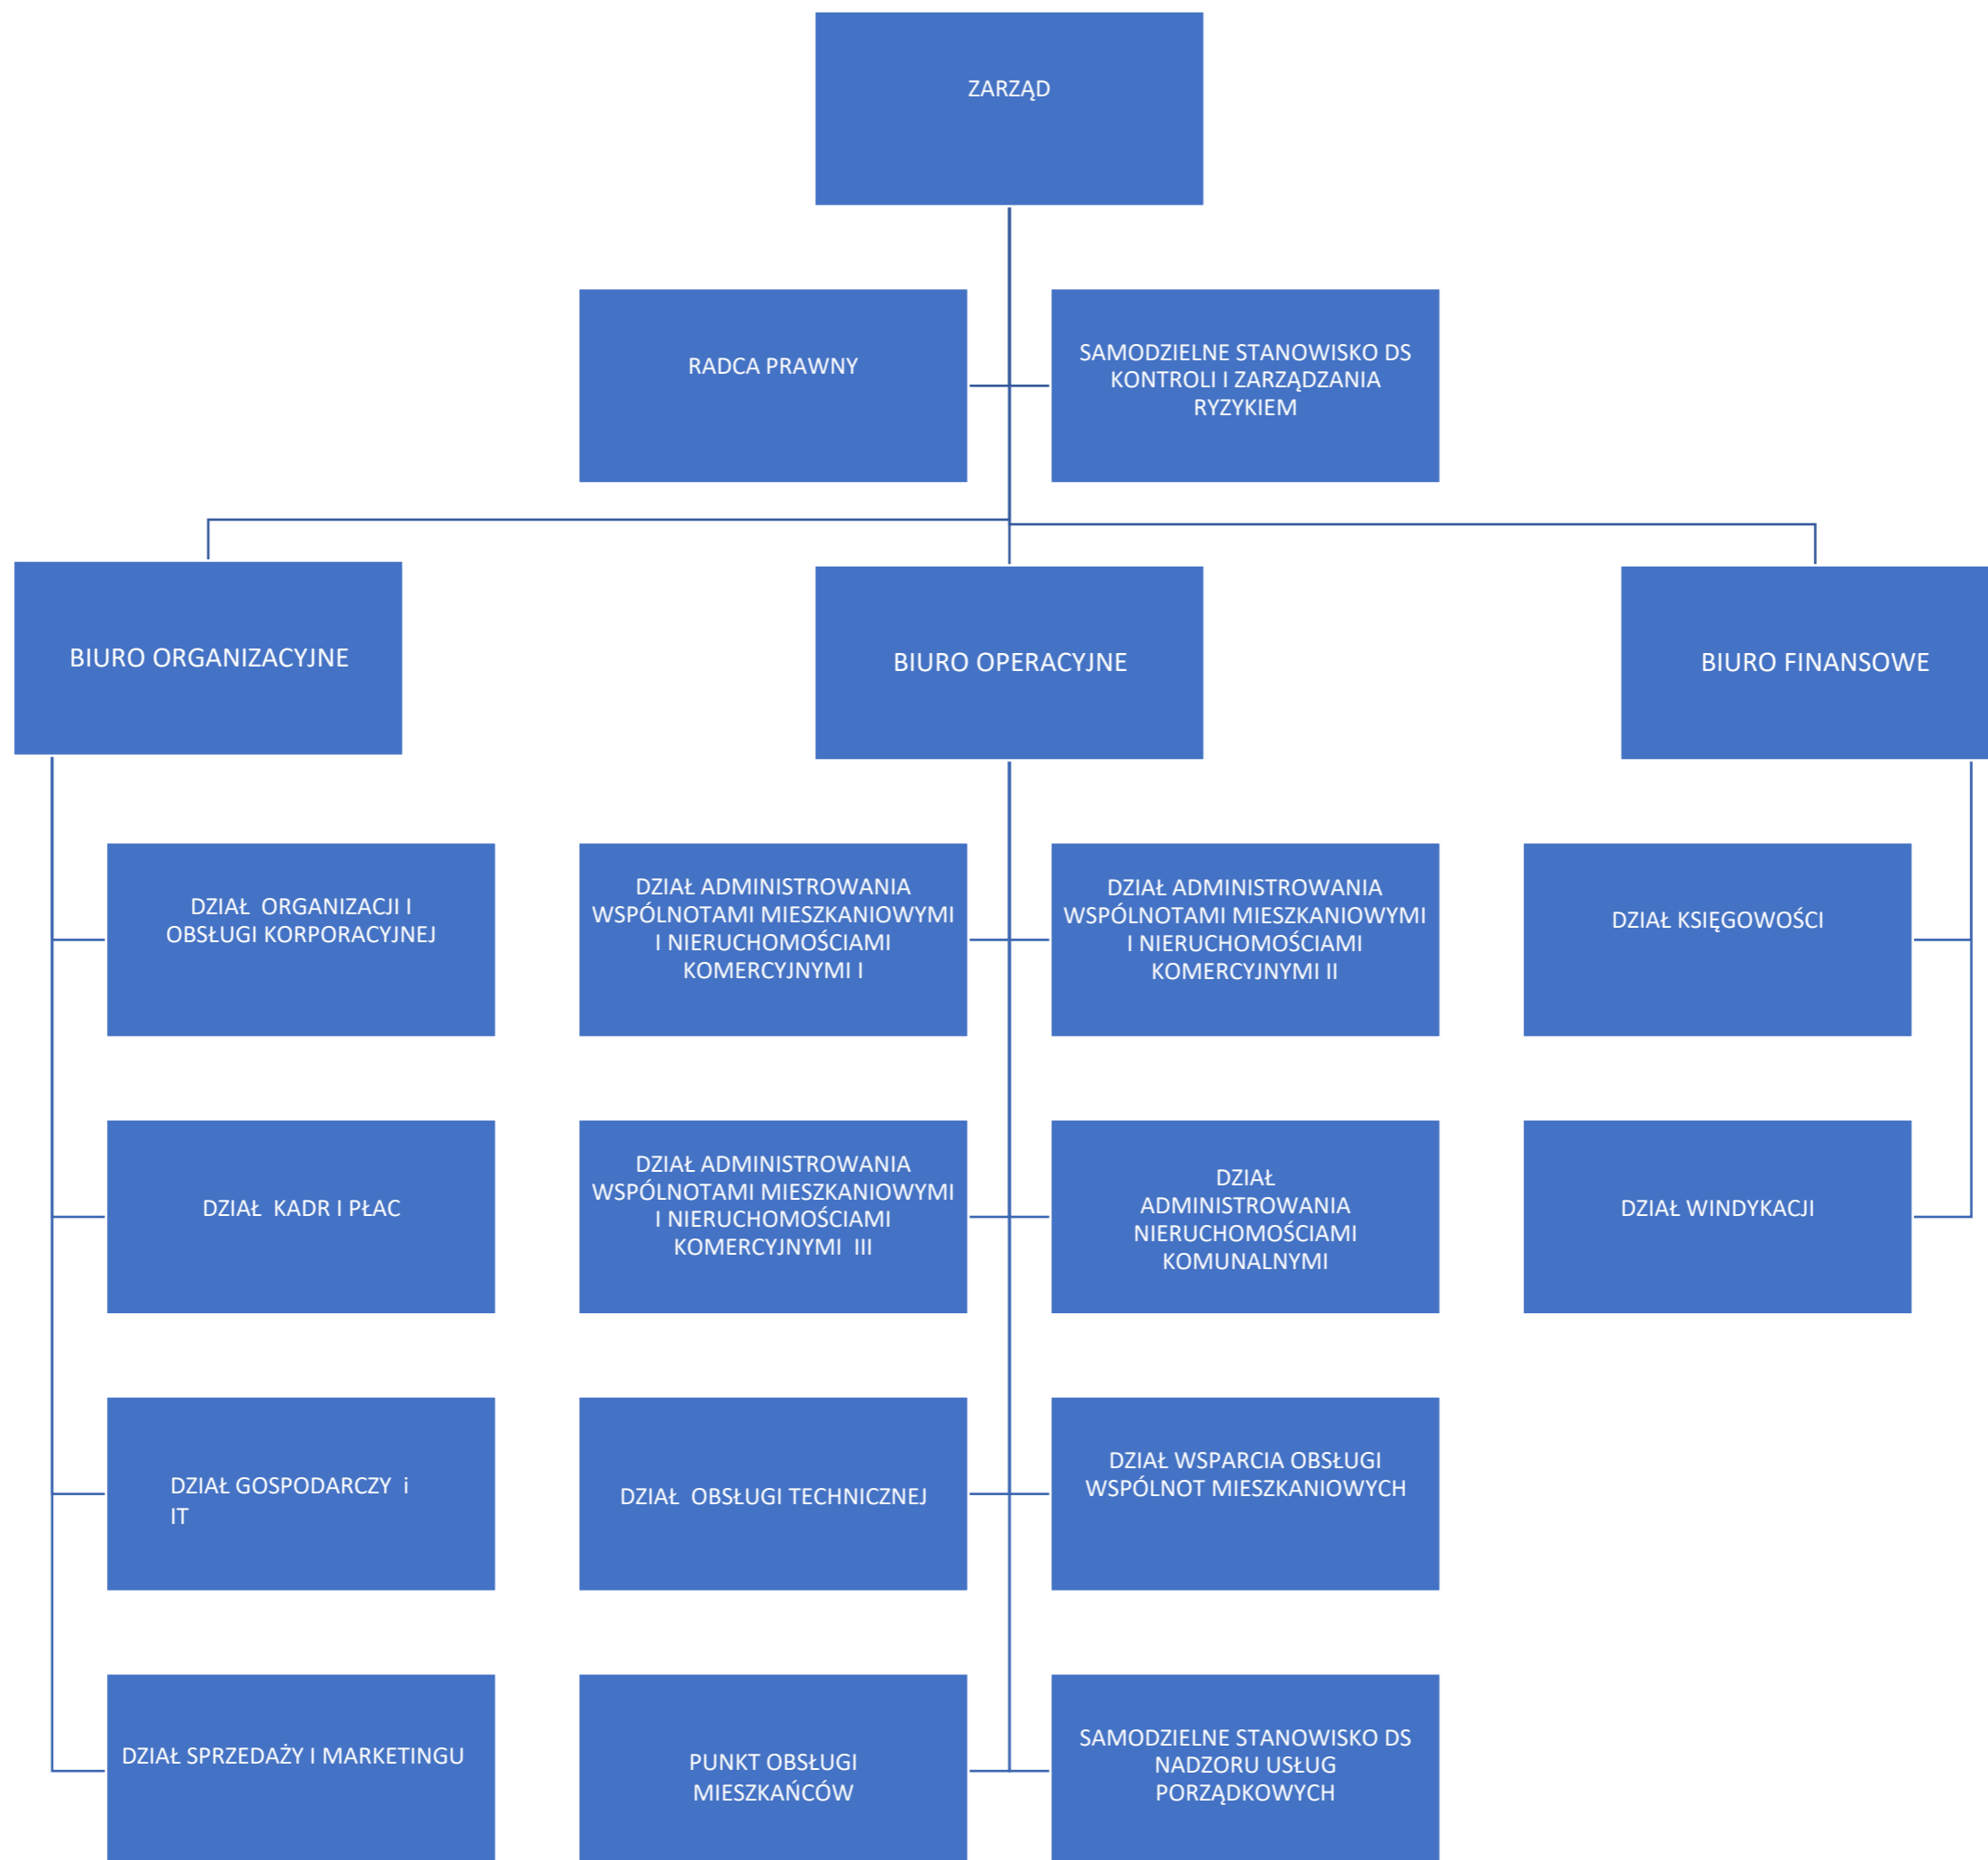 ZARZĄD
RADCA PRAWNY
SAMODZIELNE STANOWISKO DS
KONTROLI I ZARZĄDZANIA
RYZYKIEM
BIURO ORGANIZACYJNE
BIURO OPERACYJNE
BIURO FINANSOWE
DZIAŁ ORGANIZACJI I
OBSŁUGI KORPORACYJNEJ
DZIAŁ ADMINISTROWANIA
WSPÓLNOTAMI MIESZKANIOWYMI
I NIERUCHOMOŚCIAMI
KOMERCYJNYMI I
DZIAŁ ADMINISTROWANIA
WSPÓLNOTAMI MIESZKANIOWYMI
I NIERUCHOMOŚCIAMI
KOMERCYJNYMI II
DZIAŁ KSIĘGOWOŚCI
DZIAŁ KADR I PŁAC
DZIAŁ ADMINISTROWANIA
WSPÓLNOTAMI MIESZKANIOWYMI
I NIERUCHOMOŚCIAMI
KOMERCYJNYMI III
DZIAŁ
ADMINISTROWANIA
NIERUCHOMOŚCIAMI
KOMUNALNYMI
DZIAŁ WINDYKACJI
DZIAŁ GOSPODARCZY i
IT
DZIAŁ OBSŁUGI TECHNICZNEJ
DZIAŁ WSPARCIA OBSŁUGI
WSPÓLNOT MIESZKANIOWYCH
DZIAŁ SPRZEDAŻY I MARKETINGU
PUNKT OBSŁUGI
MIESZKAŃCÓW
SAMODZIELNE STANOWISKO DS
NADZORU USŁUG
PORZĄDKOWYCH